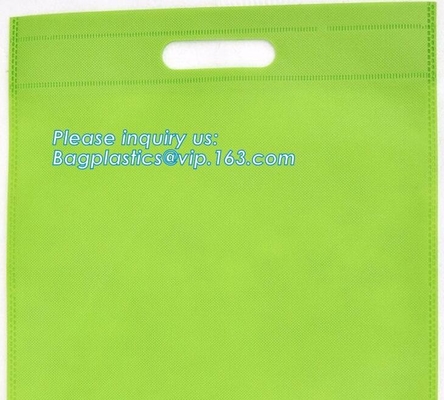 Please inquiry us:
Bagplastics@vip.163.com